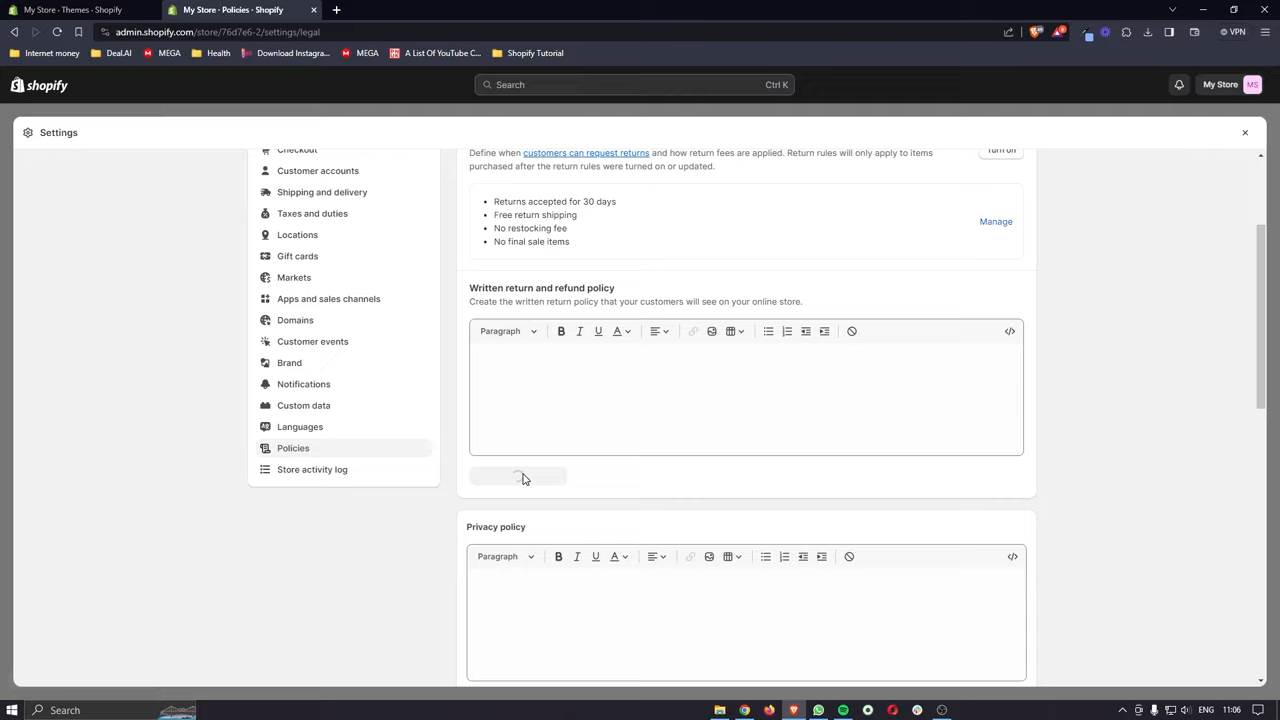 My Store - Themes · Shopify
My Store - Policies · Shopify
admin.shopify.com/store/76d7e6-2/settings/legal
VPN
Internet money
Deal.AI
MEGA
Health
Download Instagra...
MEGA
A List Of YouTube C...
Shopify Tutorial
shopify
Search
Ctrl K
My Store
MS
Settings
Checkout
Customer accounts
Shipping and delivery
Taxes and duties
Locations
Gift cards
Markets
Apps and sales channels
Domains
Customer events
Brand
Notifications
Custom data
Languages
Policies
Store activity log
Define when customers can request returns and how return fees are applied. Return rules will only apply to items
purchased after the return rules were turned on or updated.
Turn on
Returns accepted for 30 days
Free return shipping
No restocking fee
No final sale items
Manage
Written return and refund policy
Create the written return policy that your customers will see on your online store.
Paragraph
Privacy policy
Paragraph
Search
ENG
11:06